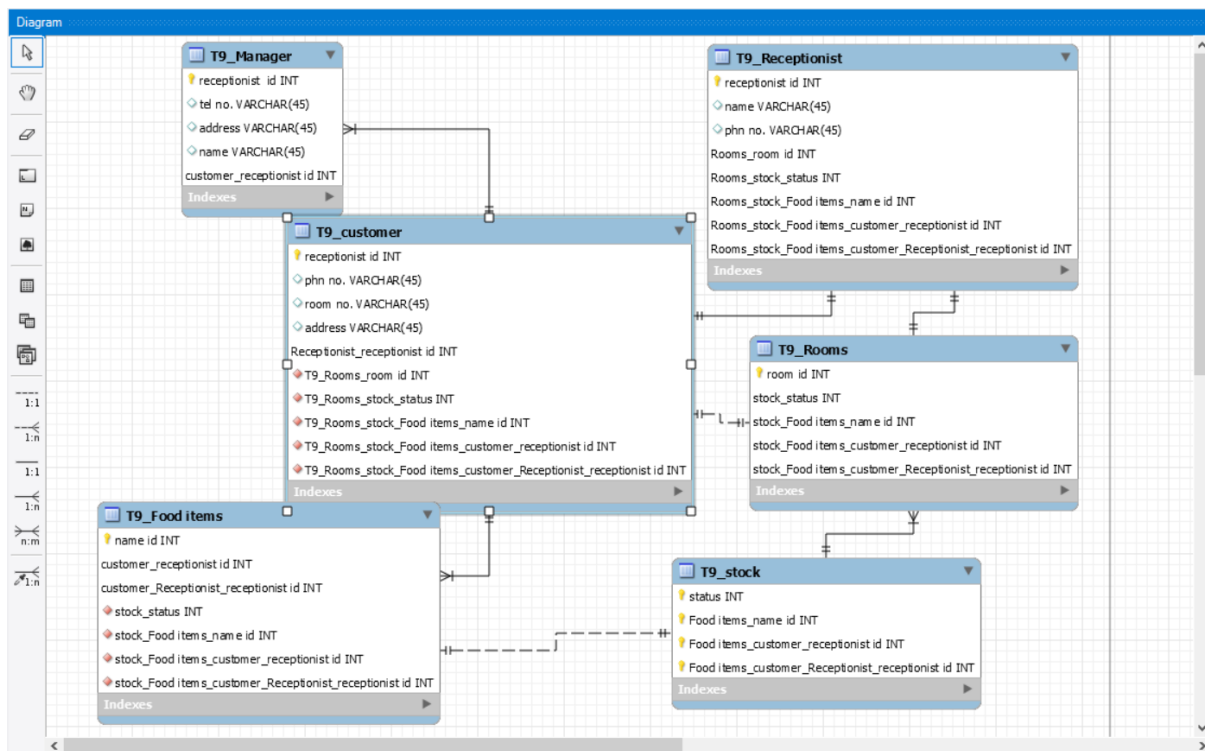 Diagram
T9_Manager
receptionist id INT
tel no. VARCHAR(45)
address VARCHAR(45)
name VARCHAR(45)
customer_receptionist id INT
Indexes
T9_Receptionist
receptionist id INT
name VARCHAR(45)
phn no. VARCHAR(45)
Rooms_room id INT
Rooms_stock_status INT
Rooms_stock_Food items_name id INT
Rooms_stock_Food items_customer_receptionist id INT
Rooms_stock_Food items_customer_Receptionist_receptionist id INT
Indexes
T9_customer
receptionist id INT
phn no. VARCHAR(45)
room no. VARCHAR(45)
address VARCHAR(45)
Receptionist_receptionist id INT
T9_Rooms_room id INT
T9_Rooms_stock_status INT
T9_Rooms_stock_Food items_name id INT
T9_Rooms_stock_Food items_customer_receptionist id INT
T9_Rooms_stock_Food items_customer_Receptionist_receptionist id INT
Indexes
T9_Rooms
room id INT
stock_status INT
stock_Food items_name id INT
stock_Food items_customer_receptionist id INT
stock_Food items_customer_Receptionist_receptionist id INT
Indexes
T9_Food items
name id INT
customer_receptionist id INT
customer_Receptionist_receptionist id INT
stock_status INT
stock_Food items_name id INT
stock_Food items_customer_receptionist id INT
stock_Food items_customer_Receptionist_receptionist id INT
Indexes
T9_stock
status INT
Food items_name id INT
Food items_customer_receptionist id INT
Food items_customer_Receptionist_receptionist id INT
Indexes
1:1
1:n
1:1
1:n
n:m
1:n